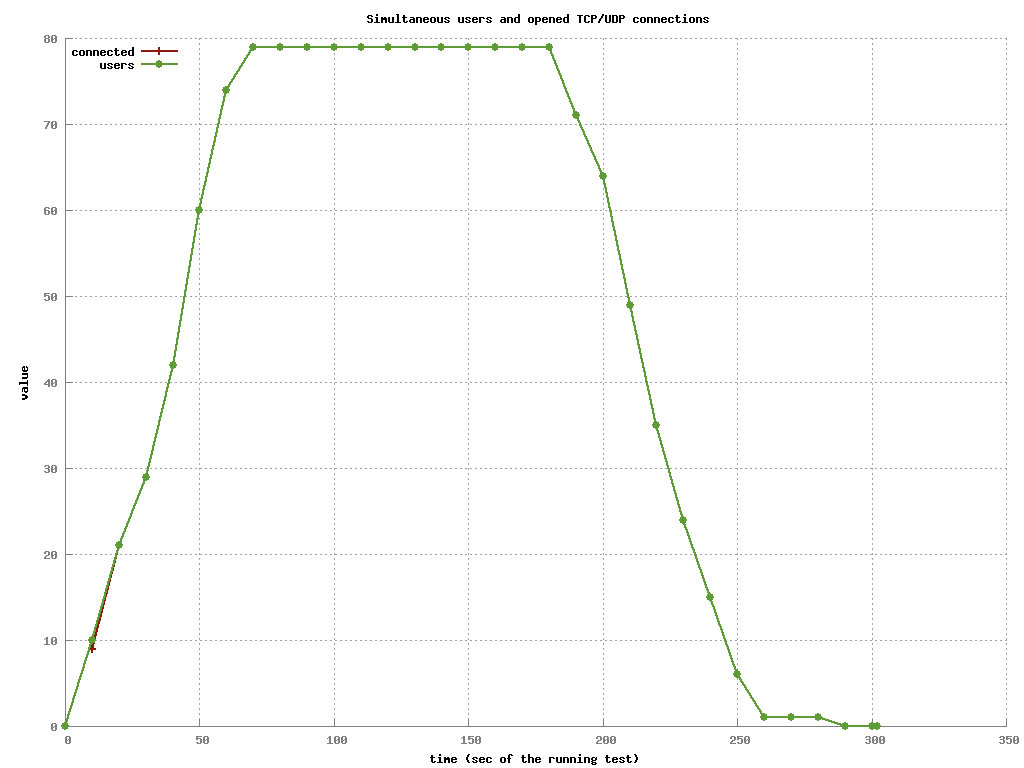 Simultaneous users and opened TCP/UDP connections
80
connected
users
70
60
50
40
value
30
20
10
0
0 50 100 150 200 250 300 350
time (sec of the running test)